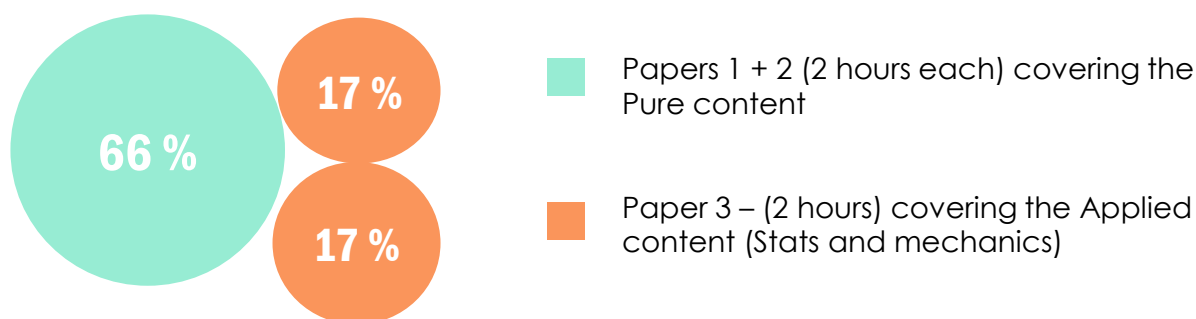 66 %
17 %
17 %
Papers 1 + 2 (2 hours each) covering the
Pure content
Paper 3 – (2 hours) covering the Applied
content (Stats and mechanics)